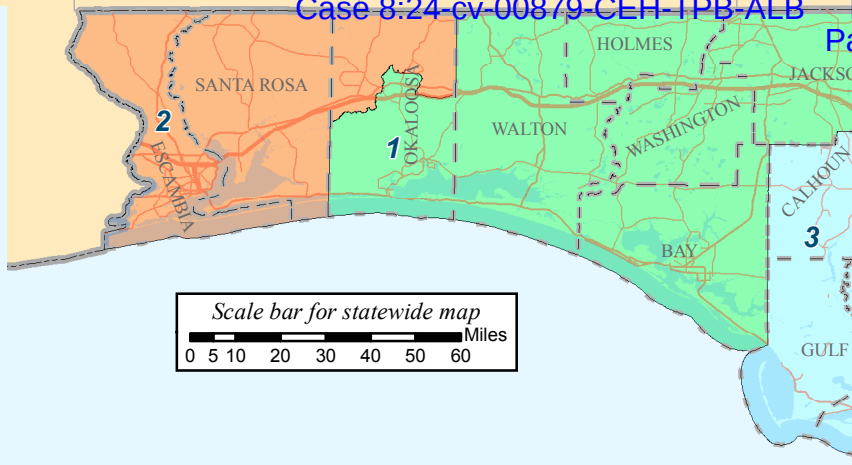 Case 8:24-cv-00879-CEH-TPB-ALB
Pa
HOLMES
JACKSO
SANTA ROSA
OKALOOSA
WALTON
WASHINGTON
2
1
ESCAMBIA
CALHOUN
3
BAY
GULF
Scale bar for statewide map
Miles
0 5 10 20 30 40 50 60